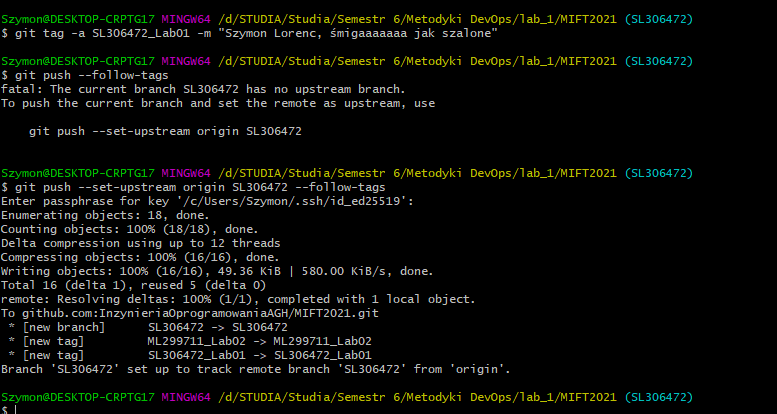 Szymon@DESKTOP-CRPTG17 MINGW64 /d/STUDIA/Studia/Semestr 6/Metodyki DevOps/lab_1/MIFT2021 (SL306472)
$ git tag -a SL306472_Lab01 -m "Szymon Lorenc, śmigaaaaaaa jak szalone"
Szymon@DESKTOP-CRPTG17 MINGW64 /d/STUDIA/Studia/Semestr 6/Metodyki DevOps/lab_1/MIFT2021 (SL306472)
$ git push --follow-tags
fatal: The current branch SL306472 has no upstream branch.
To push the current branch and set the remote as upstream, use
git push --set-upstream origin SL306472
Szymon@DESKTOP-CRPTG17 MINGW64 /d/STUDIA/Studia/Semestr 6/Metodyki DevOps/lab_1/MIFT2021 (SL306472)
$ git push --set-upstream origin SL306472 --follow-tags
Enter passphrase for key '/c/Users/Szymon/.ssh/id_ed25519':
Enumerating objects: 18, done.
Counting objects: 100% (18/18), done.
Delta compression using up to 12 threads
Compressing objects: 100% (16/16), done.
Writing objects: 100% (16/16), 49.36 KiB | 580.00 KiB/s, done.
Total 16 (delta 1), reused 5 (delta 0)
remote: Resolving deltas: 100% (1/1), completed with 1 local object.
To github.com:InzynieriaOprogramowaniaAGH/MIFT2021.git
* [new branch] SL306472 -> SL306472
* [new tag] ML299711_Lab02 -> ML299711_Lab02
* [new tag] SL306472_Lab01 -> SL306472_Lab01
Branch 'SL306472' set up to track remote branch 'SL306472' from 'origin'.
Szymon@DESKTOP-CRPTG17 MINGW64 /d/STUDIA/Studia/Semestr 6/Metodyki DevOps/lab_1/MIFT2021 (SL306472)
$